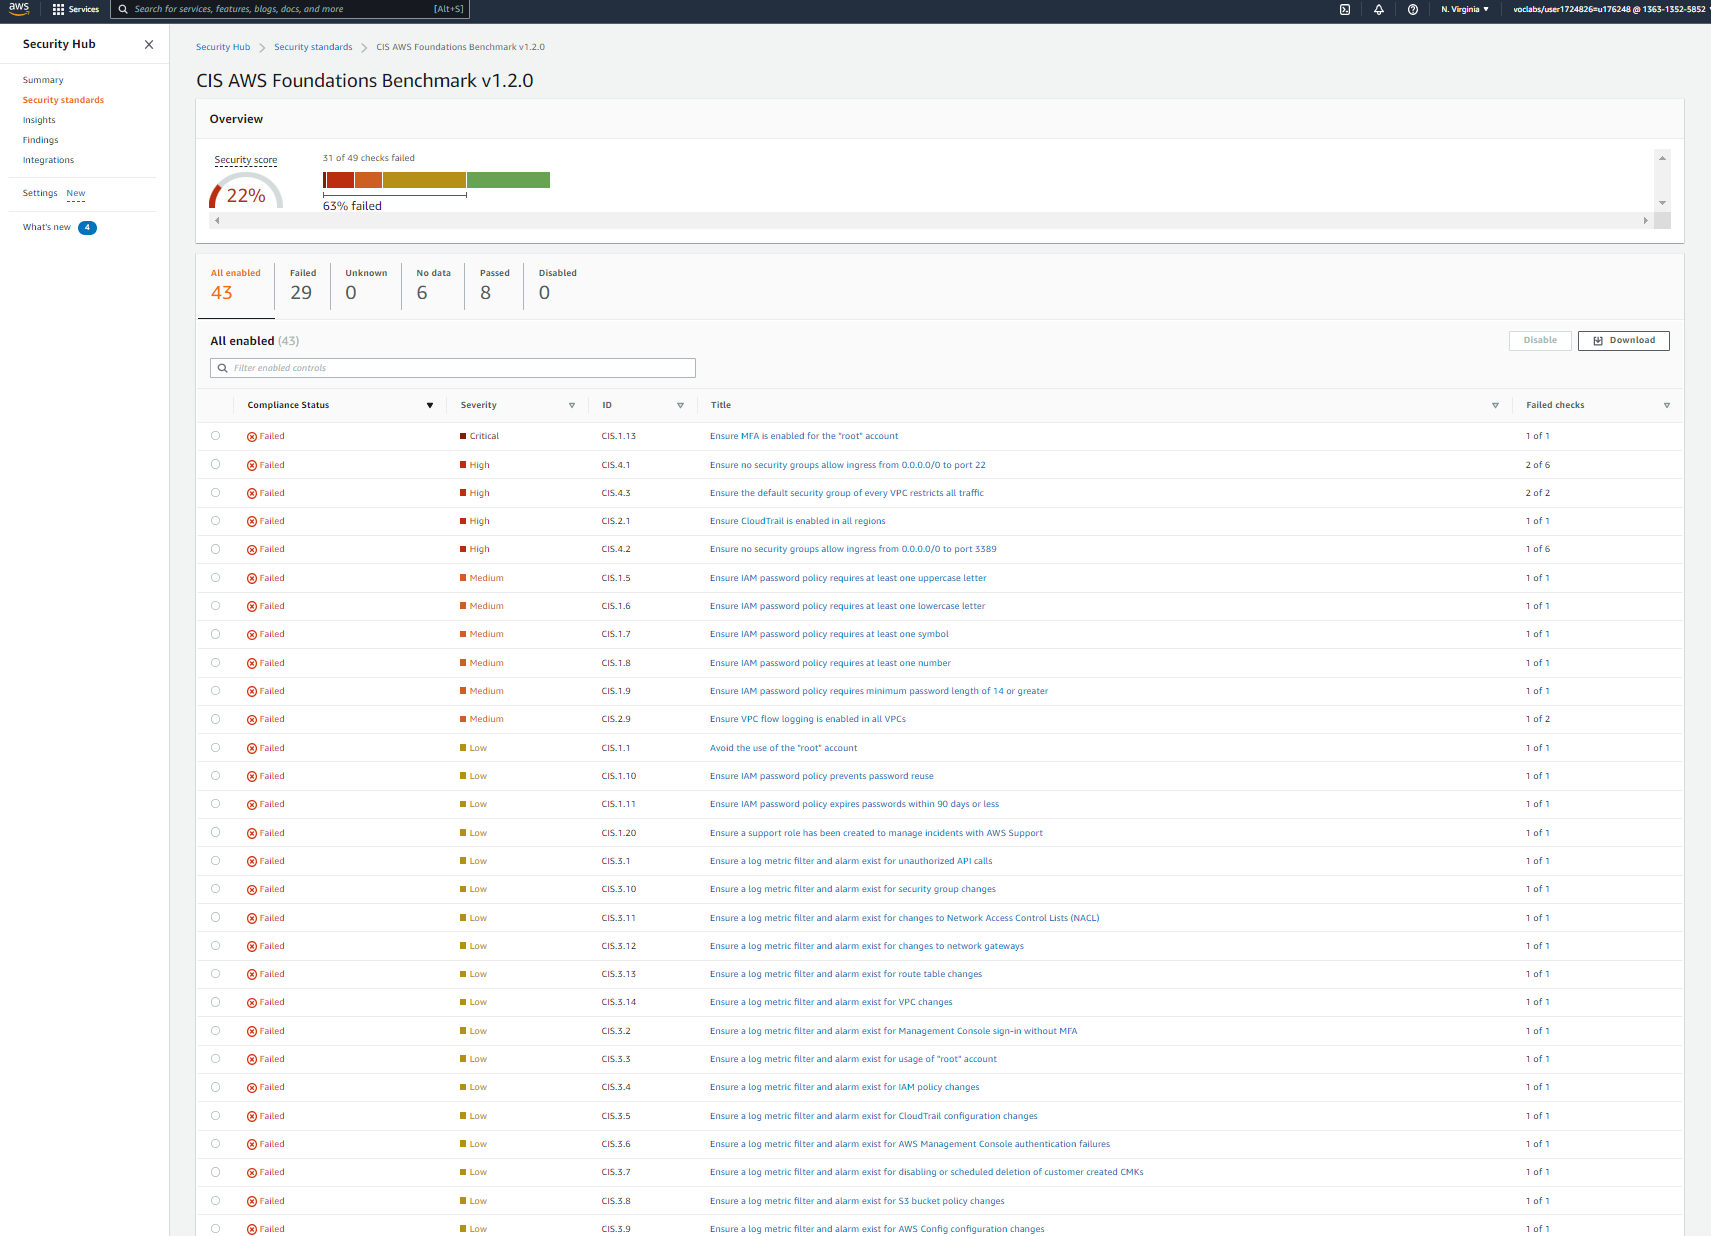 aws Services Search for services, features, blogs, docs, and more [Alt+S] N. Virginia voclabs/user1724826=u176248 @ 1363-1352-5852
Security Hub
Summary
Security standards
Insights
Findings
Integrations
Settings New
What's new 4
Security Hub Security standards CIS AWS Foundations Benchmark v1.2.0
CIS AWS Foundations Benchmark v1.2.0
Overview
Security score
22%
31 of 49 checks failed
63% failed
All enabled Failed Unknown No data Passed Disabled
43 29 0 6 8 0
All enabled (43)
Disable Download
Filter enabled controls
Compliance Status Severity ID Title Failed checks
Failed Critical CIS.1.13 Ensure MFA is enabled for the "root" account 1 of 1
Failed High CIS.4.1 Ensure no security groups allow ingress from 0.0.0.0/0 to port 22 2 of 6
Failed High CIS.4.3 Ensure the default security group of every VPC restricts all traffic 2 of 2
Failed High CIS.2.1 Ensure CloudTrail is enabled in all regions 1 of 1
Failed High CIS.4.2 Ensure no security groups allow ingress from 0.0.0.0/0 to port 3389 1 of 6
Failed Medium CIS.1.5 Ensure IAM password policy requires at least one uppercase letter 1 of 1
Failed Medium CIS.1.6 Ensure IAM password policy requires at least one lowercase letter 1 of 1
Failed Medium CIS.1.7 Ensure IAM password policy requires at least one symbol 1 of 1
Failed Medium CIS.1.8 Ensure IAM password policy requires at least one number 1 of 1
Failed Medium CIS.1.9 Ensure IAM password policy requires minimum password length of 14 or greater 1 of 1
Failed Medium CIS.2.9 Ensure VPC flow logging is enabled in all VPCs 1 of 2
Failed Low CIS.1.1 Avoid the use of the "root" account 1 of 1
Failed Low CIS.1.10 Ensure IAM password policy prevents password reuse 1 of 1
Failed Low CIS.1.11 Ensure IAM password policy expires passwords within 90 days or less 1 of 1
Failed Low CIS.1.20 Ensure a support role has been created to manage incidents with AWS Support 1 of 1
Failed Low CIS.3.1 Ensure a log metric filter and alarm exist for unauthorized API calls 1 of 1
Failed Low CIS.3.10 Ensure a log metric filter and alarm exist for security group changes 1 of 1
Failed Low CIS.3.11 Ensure a log metric filter and alarm exist for changes to Network Access Control Lists (NACL) 1 of 1
Failed Low CIS.3.12 Ensure a log metric filter and alarm exist for changes to network gateways 1 of 1
Failed Low CIS.3.13 Ensure a log metric filter and alarm exist for route table changes 1 of 1
Failed Low CIS.3.14 Ensure a log metric filter and alarm exist for VPC changes 1 of 1
Failed Low CIS.3.2 Ensure a log metric filter and alarm exist for Management Console sign-in without MFA 1 of 1
Failed Low CIS.3.3 Ensure a log metric filter and alarm exist for usage of "root" account 1 of 1
Failed Low CIS.3.4 Ensure a log metric filter and alarm exist for IAM policy changes 1 of 1
Failed Low CIS.3.5 Ensure a log metric filter and alarm exist for CloudTrail configuration changes 1 of 1
Failed Low CIS.3.6 Ensure a log metric filter and alarm exist for AWS Management Console authentication failures 1 of 1
Failed Low CIS.3.7 Ensure a log metric filter and alarm exist for disabling or scheduled deletion of customer created CMKs 1 of 1
Failed Low CIS.3.8 Ensure a log metric filter and alarm exist for S3 bucket policy changes 1 of 1
Failed Low CIS.3.9 Ensure a log metric filter and alarm exist for AWS Config configuration changes 1 of 1